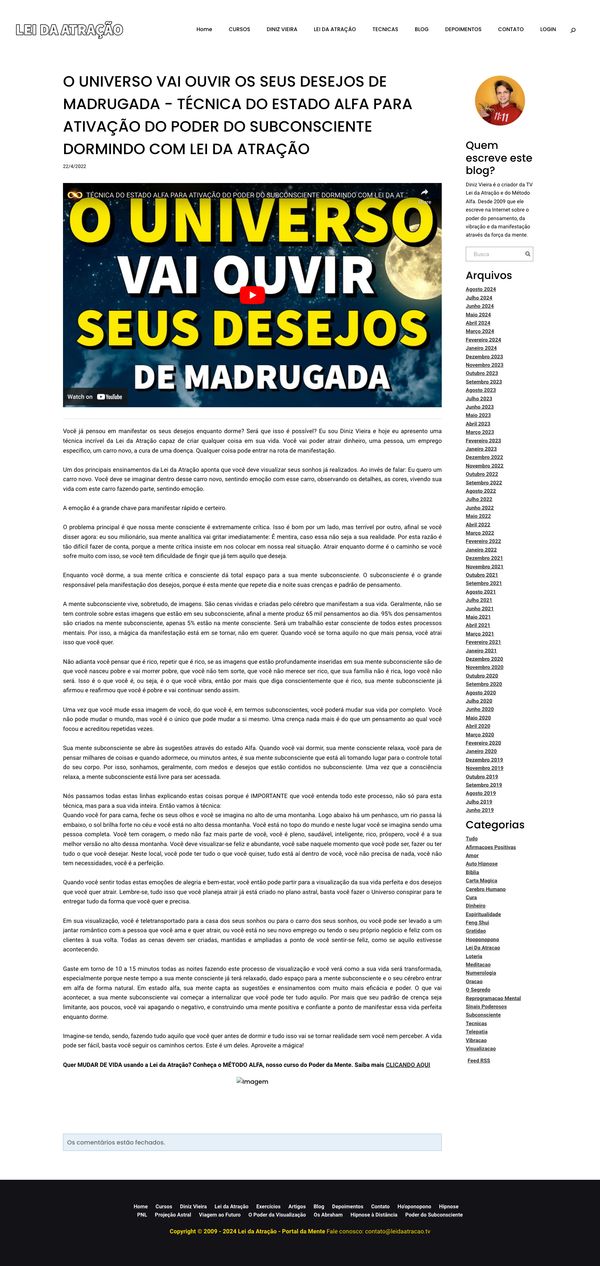 LEI DA ATRAÇÃO
Home CURSOS DINIZ VIEIRA LEI DA ATRAÇÃO TECNICAS BLOG DEPOIMENTOS CONTATO LOGIN
O UNIVERSO VAI OUVIR OS SEUS DESEJOS DE
MADRUGADA - TÉCNICA DO ESTADO ALFA PARA
ATIVAÇÃO DO PODER DO SUBCONSCIENTE
DORMINDO COM LEI DA ATRAÇÃO
22/4/2022
TÉCNICA DO ESTADO ALFA PARA ATIVAÇÃO DO PODER DO SUBCONSCIENTE DORMINDO COM LEI DA AT...
O UNIVERSO
VAI OUVIR
SEUS DESEJOS
DE MADRUGADA
Watch on YouTube
Você já pensou em manifestar os seus desejos enquanto dorme? Será que isso é possível? Eu sou Diniz Vieira e hoje eu apresento uma
técnica incrível da Lei da Atração capaz de criar qualquer coisa em sua vida. Você vai poder atrair dinheiro, uma pessoa, um emprego
específico, um carro novo, a cura de uma doença. Qualquer coisa pode entrar na rota de manifestação.
Um dos principais ensinamentos da Lei da Atração aponta que você deve visualizar seus sonhos já realizados. Ao invés de falar: Eu quero um
carro novo. Você deve se imaginar dentro desse carro novo, sentindo emoção com esse carro, observando os detalhes, as cores, vivendo sua
vida com este carro fazendo parte, sentindo emoção.
A emoção é a grande chave para manifestar rápido e certeiro.
O problema principal é que nossa mente consciente é extremamente crítica. Isso é bom por um lado, mas terrível por outro, afinal se você
disser agora: eu sou milionário, sua mente analítica vai gritar imediatamente: É mentira, caso essa não seja a sua realidade. Por esta razão é
tão difícil fazer de conta, porque a mente crítica insiste em nos colocar em nossa real situação. Atrair enquanto dorme é o caminho se você
sofre muito com isso, se você tem dificuldade de fingir que já tem aquilo que deseja.
Enquanto você dorme, a sua mente crítica e consciente dá total espaço para a sua mente subconsciente. O subconsciente é o grande
responsável pela manifestação dos desejos, porque é esta mente que repete dia e noite suas crenças e padrão de pensamento.
A mente subconsciente vive, sobretudo, de imagens. São cenas vividas e criadas pelo cérebro que manifestam a sua vida. Geralmente, não se
tem controle sobre estas imagens que estão em seu subconsciente, afinal a mente produz 65 mil pensamentos ao dia. 95% dos pensamentos
são criados na mente subconsciente, apenas 5% estão na mente consciente. Será um trabalhão estar consciente de todos estes processos
mentais. Por isso, a mágica da manifestação está em se tornar, não em querer. Quando você se torna aquilo no que mais pensa, você atrai
isso que você quer.
Não adianta você pensar que é rico, repetir que é rico, se as imagens que estão profundamente inseridas em sua mente subconsciente são de
que você nasceu pobre e vai morrer pobre, que você não tem sorte, que você não merece ser rico, que sua família não é rica, logo você não
será. Isso é o que você é, ou seja, é o que você vibra, então por mais que diga conscientemente que é rico, sua mente subconsciente já
afirmou e reafirmou que você é pobre e vai continuar sendo assim.
Uma vez que você mude essa imagem de você, do que você é, em termos subconscientes, você poderá mudar sua vida por completo. Você
não pode mudar o mundo, mas você é o único que pode mudar a si mesmo. Uma crença nada mais é do que um pensamento ao qual você
focou e acreditou repetidas vezes.
Sua mente subconsciente se abre às sugestões através do estado Alfa. Quando você vai dormir, sua mente consciente relaxa, você para de
pensar milhares de coisas e quando adormece, ou minutos antes, é sua mente subconsciente que está ali tomando lugar para o controle total
do seu corpo. Por isso, sonhamos, geralmente, com medos e desejos que estão contidos no subconsciente. Uma vez que a consciência
relaxa, a mente subconsciente está livre para ser acessada.
Nós passamos todas estas linhas explicando estas coisas porque é IMPORTANTE que você entenda todo este processo, não só para esta
técnica, mas para a sua vida inteira. Então vamos à técnica:
Quando você for para cama, feche os seus olhos e você se imagina no alto de uma montanha. Logo abaixo há um penhasco, um rio passa lá
embaixo, o sol brilha forte no céu e você está no alto dessa montanha. Você está no topo do mundo e neste lugar você se imagina sendo uma
pessoa completa. Você tem coragem, o medo não faz mais parte de você, você é pleno, saudável, inteligente, rico, próspero, você é a sua
melhor versão no alto dessa montanha. Você deve visualizar-se feliz e abundante, você sabe naquele momento que você pode ser, fazer ou ter
tudo o que você desejar. Neste local, você pode ter tudo o que você quiser, tudo está aí dentro de você, você não precisa de nada, você não
tem necessidades, você é a perfeição.
Quando você sentir todas estas emoções de alegria e bem-estar, você então pode partir para a visualização da sua vida perfeita e dos desejos
que você quer atrair. Lembre-se, tudo isso que você planeja atrair já está criado no plano astral, basta você fazer o Universo conspirar para te
entregar tudo da forma que você quer e precisa.
Em sua visualização, você é teletransportado para a casa dos seus sonhos ou para o carro dos seus sonhos, ou você pode ser levado a um
jantar romântico com a pessoa que você ama e quer atrair, ou você está no seu novo emprego ou tendo o seu próprio negócio e feliz com os
clientes à sua volta. Todas as cenas devem ser criadas, mantidas e ampliadas a ponto de você sentir-se feliz, como se aquilo estivesse
acontecendo.
Gaste em torno de 10 a 15 minutos todas as noites fazendo este processo de visualização e você verá como a sua vida será transformada,
especialmente porque neste tempo a sua mente consciente já terá relaxado, dado espaço para a mente subconsciente e o seu cérebro entrar
em alfa de forma natural. Em estado alfa, sua mente capta as sugestões e ensinamentos com muito mais eficácia e poder. O que vai
acontecer, a sua mente subconsciente vai começar a internalizar que você pode ter tudo aquilo. Por mais que seu padrão de crença seja
limitante, aos poucos, você vai apagando o negativo, e construindo uma mente positiva e confiante a ponto de manifestar essa vida perfeita
enquanto dorme.
Imagine-se tendo, sendo, fazendo tudo aquilo que você quer antes de dormir e tudo isso vai se tornar realidade sem você nem perceber. A vida
pode ser fácil, basta você seguir os caminhos certos. Este é um deles. Aproveite a mágica!
Quer MUDAR DE VIDA usando a Lei da Atração? Conheça o MÉTODO ALFA, nosso curso do Poder da Mente. Saiba mais CLICANDO AQUI
Imagem
Os comentários estão fechados.
11:11
Quem
escreve este
blog?
Diniz Vieira é o criador da TV
Lei da Atração e do Método
Alfa. Desde 2009 que ele
escreve na Internet sobre o
poder do pensamento, da
vibração e da manifestação
através da força da mente.
Busca
Arquivos
Agosto 2024
Julho 2024
Junho 2024
Maio 2024
Abril 2024
Março 2024
Fevereiro 2024
Janeiro 2024
Dezembro 2023
Novembro 2023
Outubro 2023
Setembro 2023
Agosto 2023
Julho 2023
Junho 2023
Maio 2023
Abril 2023
Março 2023
Fevereiro 2023
Janeiro 2023
Dezembro 2022
Novembro 2022
Outubro 2022
Setembro 2022
Agosto 2022
Julho 2022
Junho 2022
Maio 2022
Abril 2022
Março 2022
Fevereiro 2022
Janeiro 2022
Dezembro 2021
Novembro 2021
Outubro 2021
Setembro 2021
Agosto 2021
Julho 2021
Junho 2021
Maio 2021
Abril 2021
Março 2021
Fevereiro 2021
Janeiro 2021
Dezembro 2020
Novembro 2020
Outubro 2020
Setembro 2020
Agosto 2020
Julho 2020
Junho 2020
Maio 2020
Abril 2020
Março 2020
Fevereiro 2020
Janeiro 2020
Dezembro 2019
Novembro 2019
Outubro 2019
Setembro 2019
Agosto 2019
Julho 2019
Junho 2019
Categorias
Tudo
Afirmacoes Positivas
Amor
Auto Hipnose
Bíblia
Carta Magica
Cerebro Humano
Cura
Dinheiro
Espiritualidade
Feng Shui
Gratidao
Hooponopono
Lei Da Atracao
Loteria
Meditacao
Numerologia
Oracao
O Segredo
Reprogramacao Mental
Sinais Poderosos
Subconsciente
Tecnicas
Telepatia
Vibracao
Visualizacao
Feed RSS
Home Cursos Diniz Vieira Lei da Atração Exercícios Artigos Blog Depoimentos Contato Ho'oponopono Hipnose
PNL Projeção Astral Viagem ao Futuro O Poder da Visualização Os Abraham Hipnose à Distância Poder do Subconsciente
Copyright © 2009 - 2024 Lei da Atração - Portal da Mente Fale conosco: contato@leidaatracao.tv